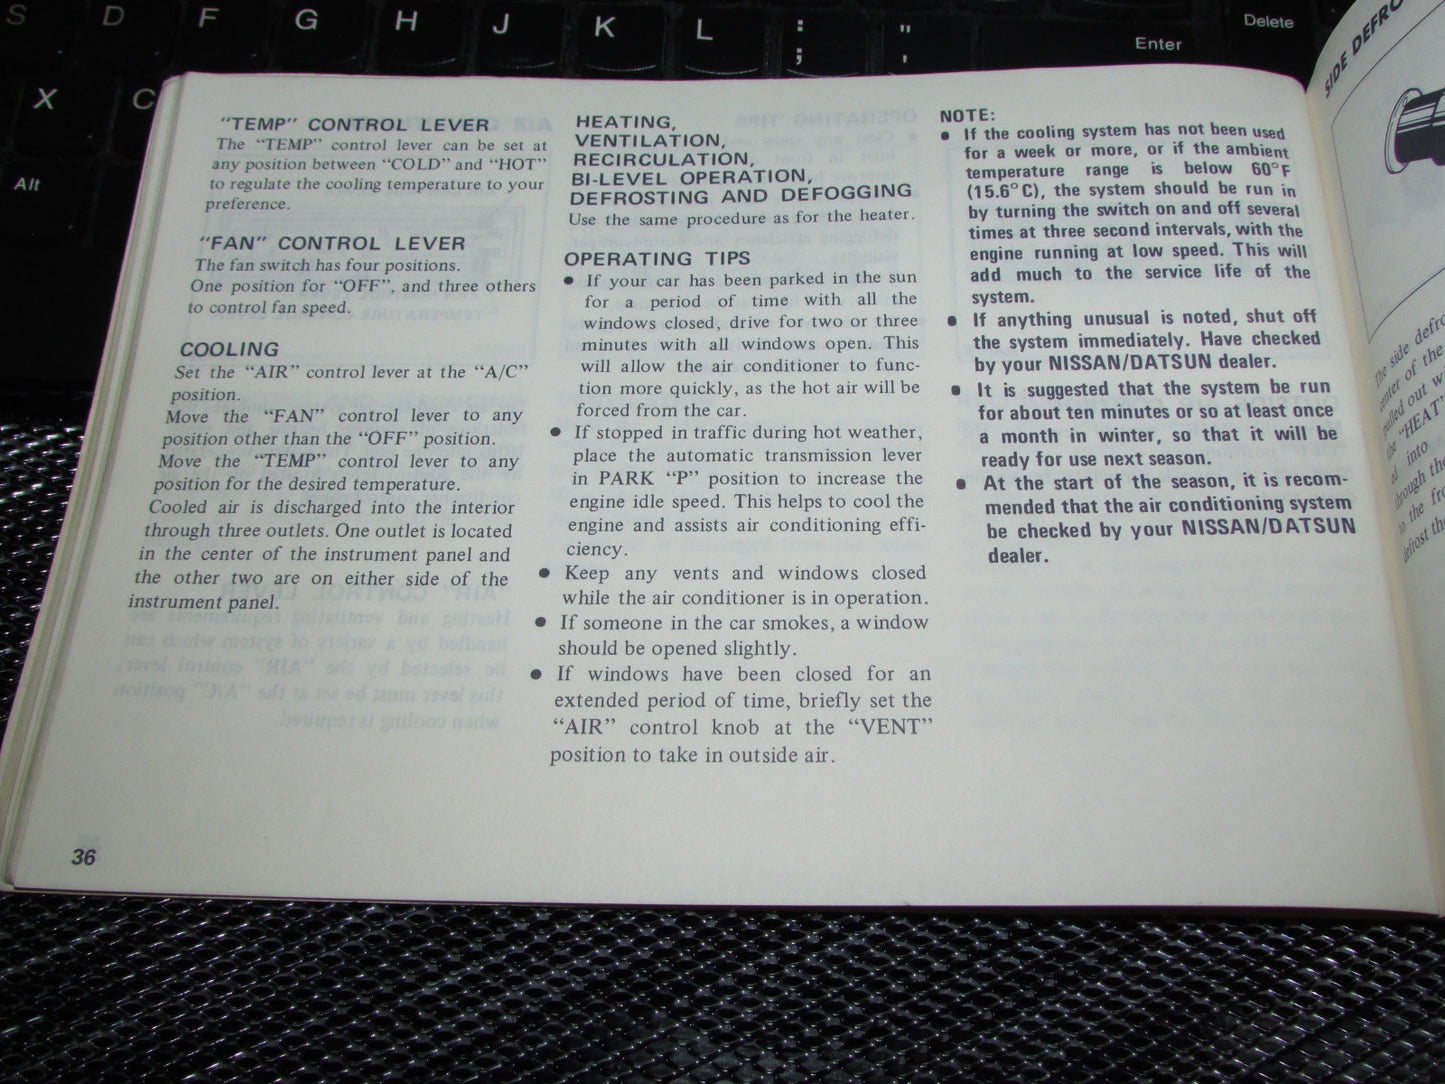 S D F G H J K L : ; " ' Enter Delete
X C
Alt
"TEMP" CONTROL LEVER
The "TEMP" control lever can be set at
any position between "COLD" and "HOT"
to regulate the cooling temperature to your
preference.
"FAN" CONTROL LEVER
The fan switch has four positions.
One position for "OFF", and three others
to control fan speed.
COOLING
Set the "AIR" control lever at the "A/C"
position.
Move the "FAN" control lever to any
position other than the "OFF" position.
Move the "TEMP" control lever to any
position for the desired temperature.
Cooled air is discharged into the interior
through three outlets. One outlet is located
in the center of the instrument panel and
the other two are on either side of the
instrument panel.
36
HEATING,
VENTILATION,
RECIRCULATION,
BI-LEVEL OPERATION,
DEFROSTING AND DEFOGGING
Use the same procedure as for the heater.
OPERATING TIPS
● If your car has been parked in the sun
for a period of time with all the
windows closed, drive for two or three
minutes with all windows open. This
will allow the air conditioner to func-
tion more quickly, as the hot air will be
forced from the car.
● If stopped in traffic during hot weather,
place the automatic transmission lever
in PARK "P" position to increase the
engine idle speed. This helps to cool the
engine and assists air conditioning effi-
ciency.
● Keep any vents and windows closed
while the air conditioner is in operation.
● If someone in the car smokes, a window
should be opened slightly.
● If windows have been closed for an
extended period of time, briefly set the
"AIR" control knob at the "VENT"
position to take in outside air.
NOTE:
● If the cooling system has not been used
for a week or more, or if the ambient
temperature range is below 60°F
(15.6°C), the system should be run in
by turning the switch on and off several
times at three second intervals, with the
engine running at low speed. This will
add much to the service life of the
system.
● If anything unusual is noted, shut off
the system immediately. Have checked
by your NISSAN/DATSUN dealer.
● It is suggested that the system be run
for about ten minutes or so at least once
a month in winter, so that it will be
ready for use next season.
● At the start of the season, it is recom-
mended that the air conditioning system
be checked by your NISSAN/DATSUN
dealer.
SIDE
The side
center of the
pulled out
the "HEAT"
ed into
through the
to the
defrost